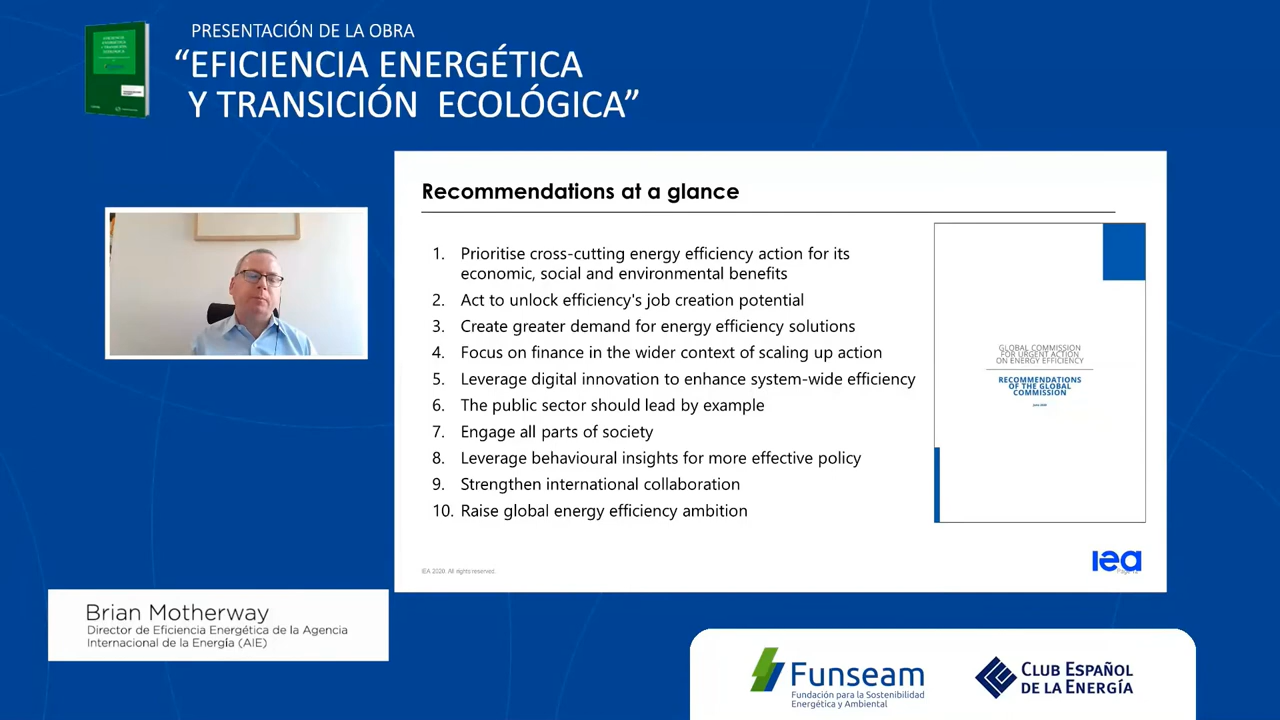 PRESENTACIÓN DE LA OBRA
“EFICIENCIA ENERGÉTICA
Y TRANSICIÓN ECOLÓGICA”
Recommendations at a glance
1. Prioritise cross-cutting energy efficiency action for its
economic, social and environmental benefits
2. Act to unlock efficiency's job creation potential
3. Create greater demand for energy efficiency solutions
4. Focus on finance in the wider context of scaling up action
5. Leverage digital innovation to enhance system-wide efficiency
6. The public sector should lead by example
7. Engage all parts of society
8. Leverage behavioural insights for more effective policy
9. Strengthen international collaboration
10. Raise global energy efficiency ambition
GLOBAL COMMISSION
FOR URGENT ACTION
ON ENERGY EFFICIENCY
RECOMMENDATIONS
OF THE GLOBAL
COMMISSION
IEA 2020. All rights reserved.
iea
Brian Motherway
Director de Eficiencia Energética de la Agencia
Internacional de la Energía (AIE)
Funseam
Fundación para la Sostenibilidad
Energética y Ambiental
CLUB ESPAÑOL
DE LA ENERGÍA